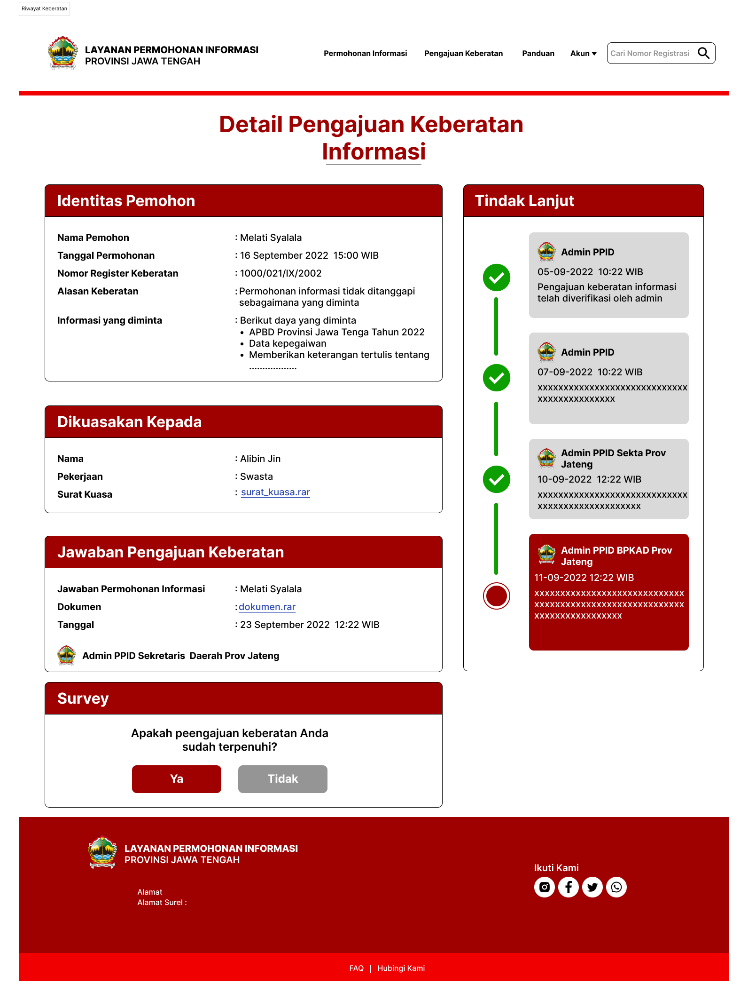 Riwayat Keberatan
LAYANAN PERMOHONAN INFORMASI
PROVINSI JAWA TENGAH
Permohonan Informasi
Pengajuan Keberatan
Panduan
Akun
Cari Nomor Registrasi
Detail Pengajuan Keberatan
Informasi
Identitas Pemohon
Nama Pemohon : Melati Syalala
Tanggal Permohonan : 16 September 2022 15:00 WIB
Nomor Register Keberatan : 1000/021/IX/2002
Alasan Keberatan : Permohonan informasi tidak ditanggapi
sebagaimana yang diminta
Informasi yang diminta : Berikut daya yang diminta
• APBD Provinsi Jawa Tenga Tahun 2022
• Data kepegaiwan
• Memberikan keterangan tertulis tentang
..................
Dikuasakan Kepada
Nama : Alibin Jin
Pekerjaan : Swasta
Surat Kuasa : surat_kuasa.rar
Jawaban Pengajuan Keberatan
Jawaban Permohonan Informasi : Melati Syalala
Dokumen : dokumen.rar
Tanggal : 23 September 2022 12:22 WIB
Admin PPID Sekretaris Daerah Prov Jateng
Survey
Apakah peengajuan keberatan Anda
sudah terpenuhi?
Ya
Tidak
Tindak Lanjut
Admin PPID
05-09-2022 10:22 WIB
Pengajuan keberatan informasi
telah diverifikasi oleh admin
Admin PPID
07-09-2022 10:22 WIB
xxxxxxxxxxxxxxxxxxxxxxxxxxxxx
xxxxxxxxxxxxxxx
Admin PPID Sekta Prov
Jateng
10-09-2022 12:22 WIB
xxxxxxxxxxxxxxxxxxxxxxxxxxxxx
xxxxxxxxxxxxxxxxxxxx
Admin PPID BPKAD Prov
Jateng
11-09-2022 12:22 WIB
xxxxxxxxxxxxxxxxxxxxxxxxxxxxx
xxxxxxxxxxxxxxxxxxxxxxxxxxxxx
xxxxxxxxxxxxxxxxx
LAYANAN PERMOHONAN INFORMASI
PROVINSI JAWA TENGAH
Alamat
Alamat Surel :
Ikuti Kami
FAQ | Hubingi Kami